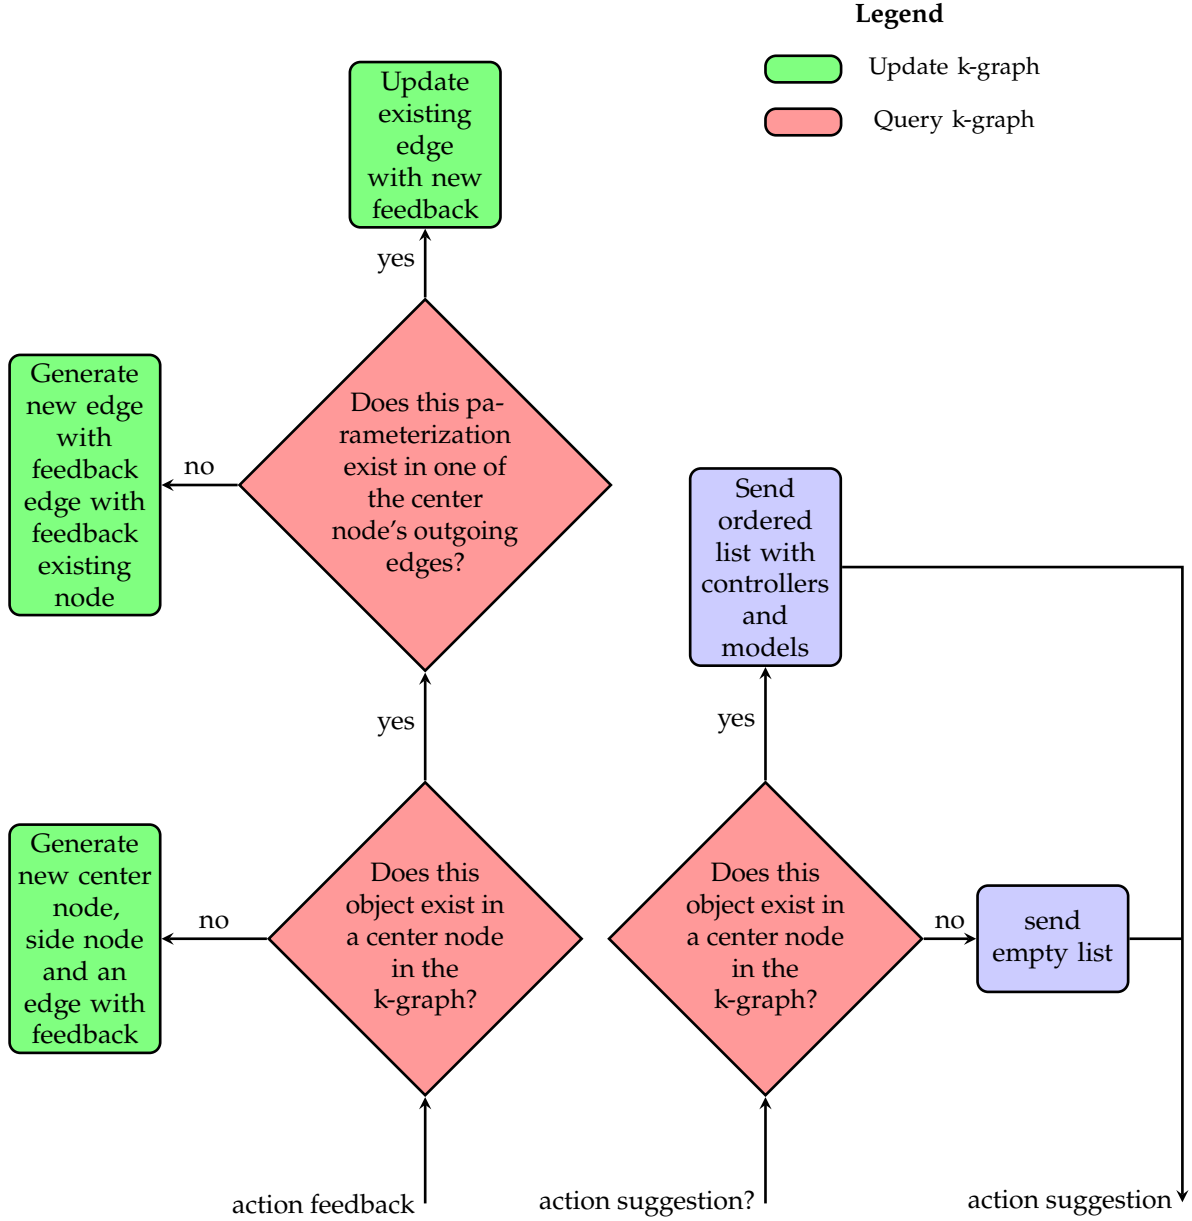 Legend
Update k-graph
Query k-graph
Update
existing
edge
with new
feedback
yes
Does this pa-
rameterization
exist in one of
the center
node's outgoing
edges?
no
Generate
new edge
with
feedback
edge with
feedback
existing
node
yes
Does this
object exist in
a center node
in the
k-graph?
no
Generate
new center
node,
side node
and an
edge with
feedback
action feedback
Send
ordered
list with
controllers
and
models
yes
Does this
object exist in
a center node
in the
k-graph?
no
send
empty list
action suggestion?
action suggestion